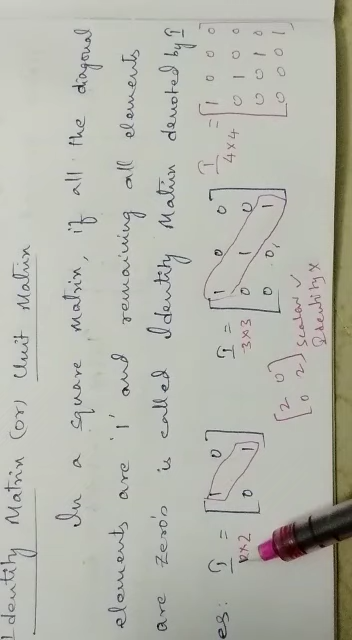 Identity Matrix (or) Unit Matrix
In a square matrix, if all the diagonal
elements are '1' and remaining all elements
are zero's is called Identity Matrix denoted by I
eg: I 2x2 = [1 0
0 1]
I 3x3 = [1 0 0
0 1 0
0 0 1]
I 4x4 = [1 0 0 0
0 1 0 0
0 0 1 0
0 0 0 1]
[2 0
0 2] scalar ✓
Identity x